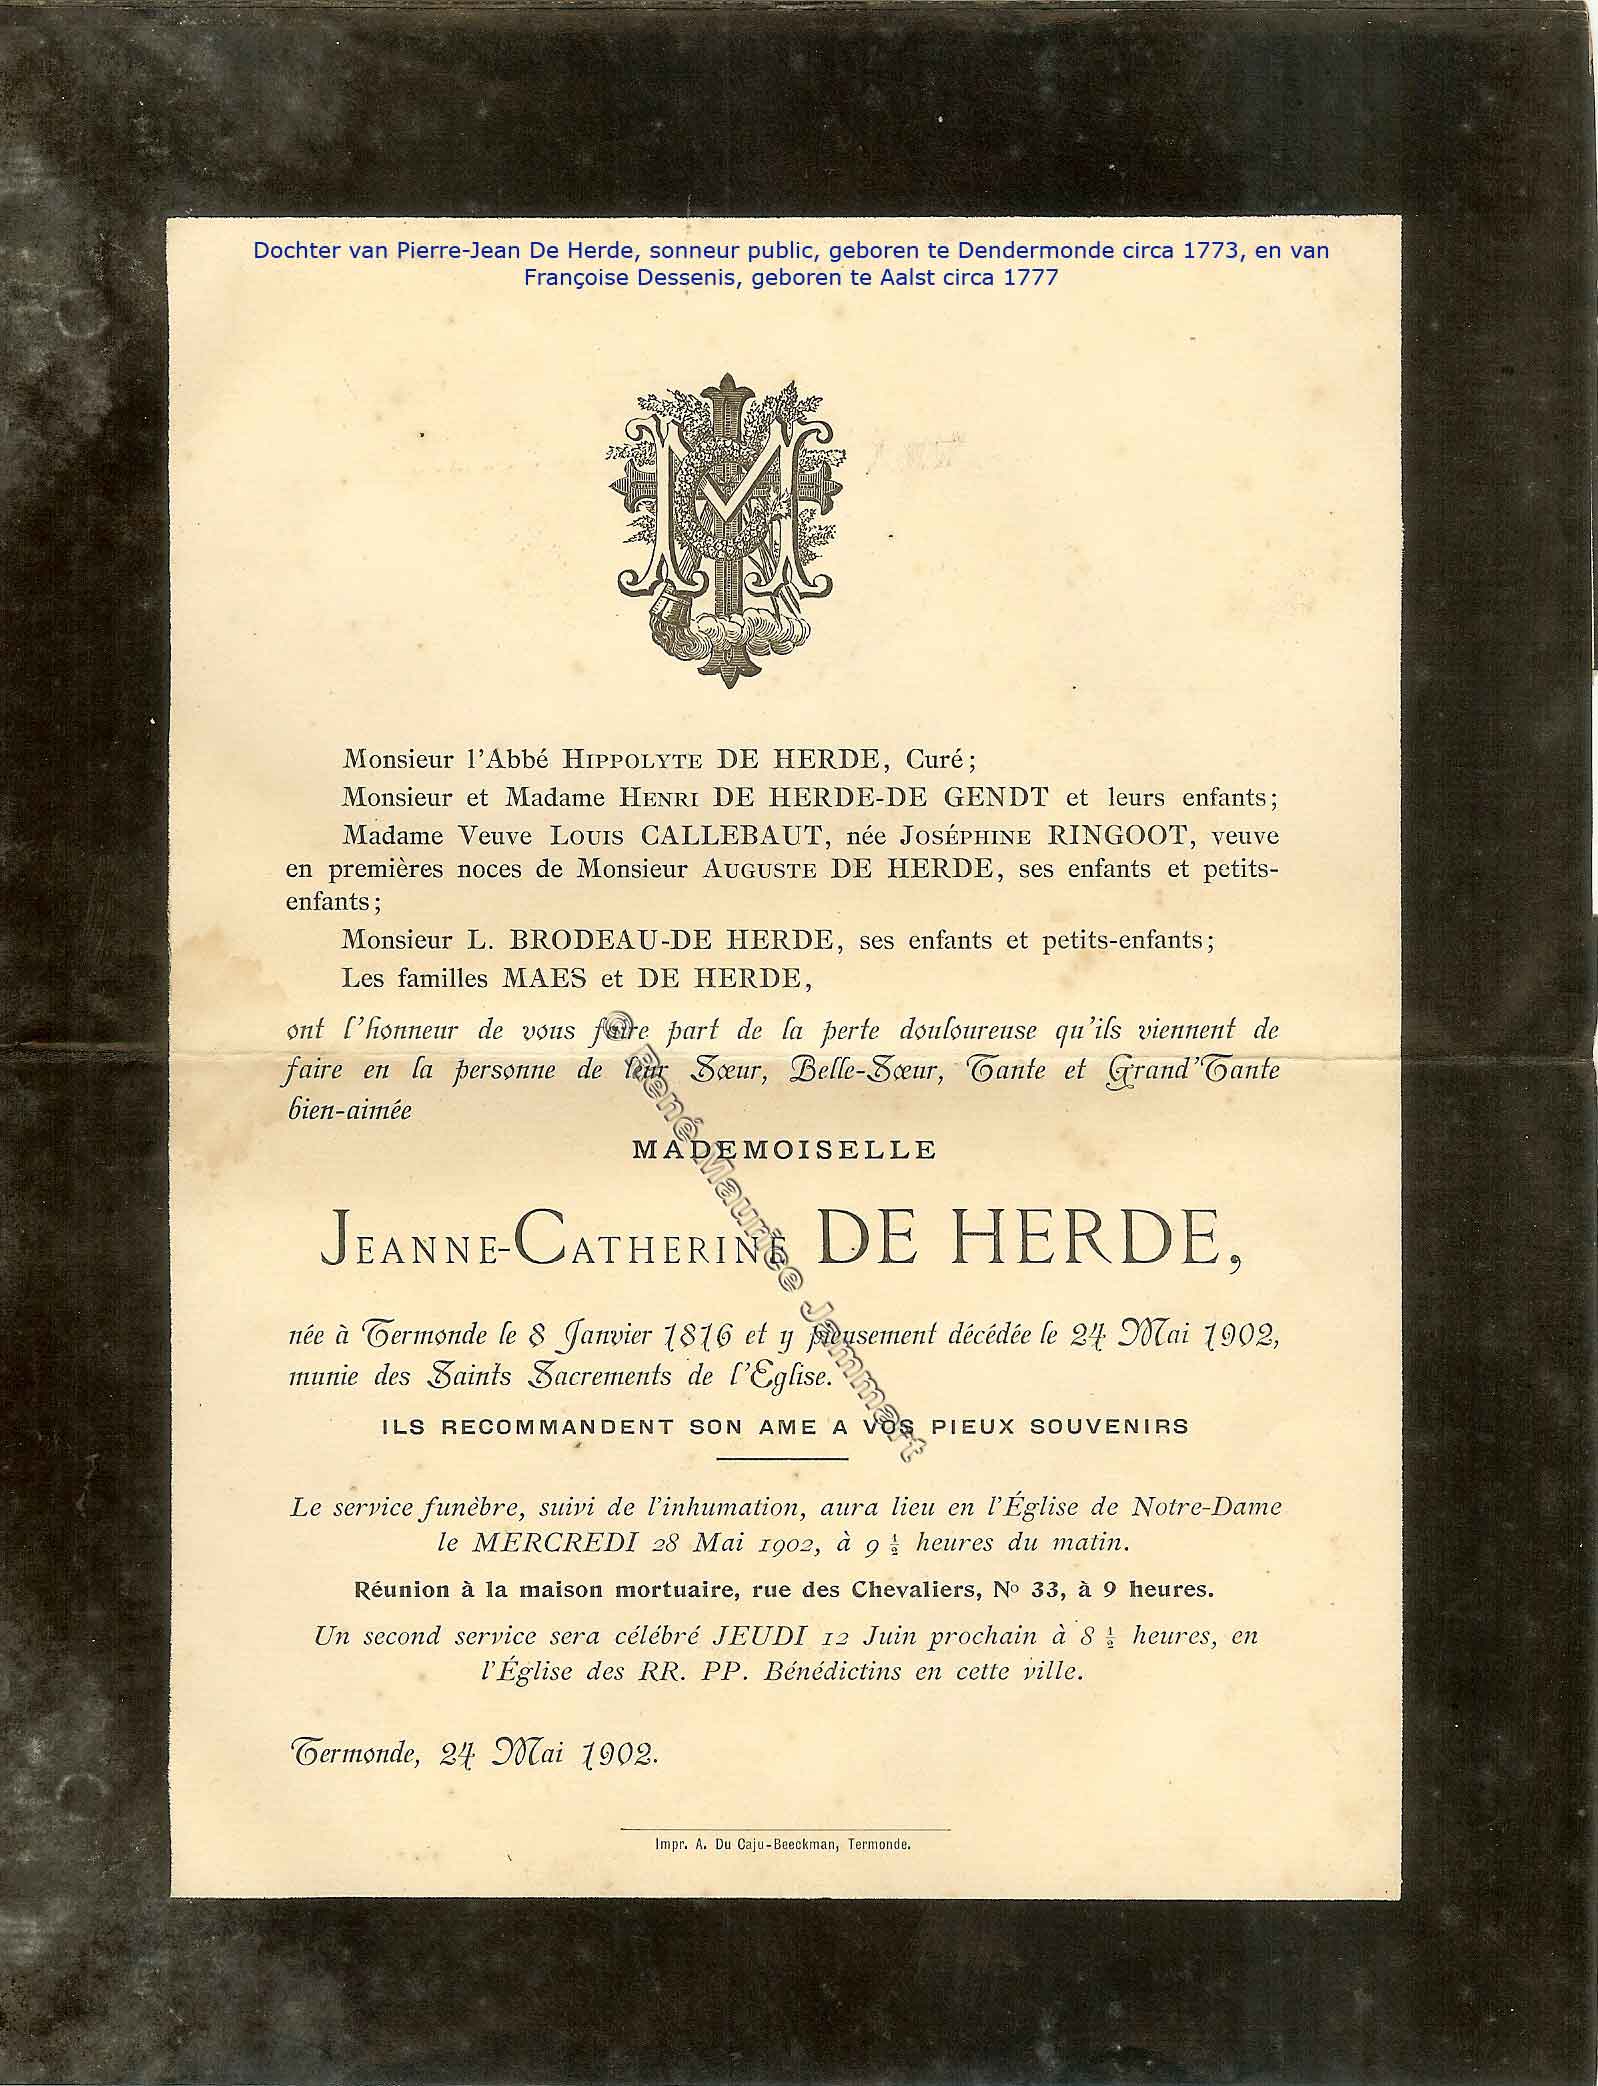 Dochter van Pierre-Jean De Herde, sonneur public, geboren te Dendermonde circa 1773, en van
Françoise Dessenis, geboren te Aalst circa 1777
M
Monsieur l'Abbé HIPPOLYTE DE HERDE, Curé;
Monsieur et Madame HENRI DE HERDE-DE GENDT et leurs enfants;
Madame Veuve LOUIS CALLEBAUT, née JOSÉPHINE RINGOOT, veuve
en premières noces de Monsieur AUGUSTE DE HERDE, ses enfants et petits-
enfants;
Monsieur L. BRODEAU-DE HERDE, ses enfants et petits-enfants;
Les familles MAES et DE HERDE,
ont l'honneur de vous faire part de la perte douloureuse qu'ils viennent de
faire en la personne de leur Sœur, Belle-Sœur, Tante et Grand'Tante
bien-aimée
MADEMOISELLE
JEANNE-CATHERINE DE HERDE,
née à Termonde le 8 Janvier 1816 et y pieusement décédée le 24 Mai 1902,
munie des Saints Sacrements de l'Eglise.
ILS RECOMMANDENT SON AME A VOS PIEUX SOUVENIRS
Le service funèbre, suivi de l'inhumation, aura lieu en l'Église de Notre-Dame
le MERCREDI 28 Mai 1902, à 9 ½ heures du matin.
Réunion à la maison mortuaire, rue des Chevaliers, No 33, à 9 heures.
Un second service sera célébré JEUDI 12 Juin prochain à 8 ½ heures, en
l'Église des RR. PP. Bénédictins en cette ville.
Termonde, 24 Mai 1902.
Impr. A. Du Caju-Beeckman, Termonde.
© René Maurice Jammart